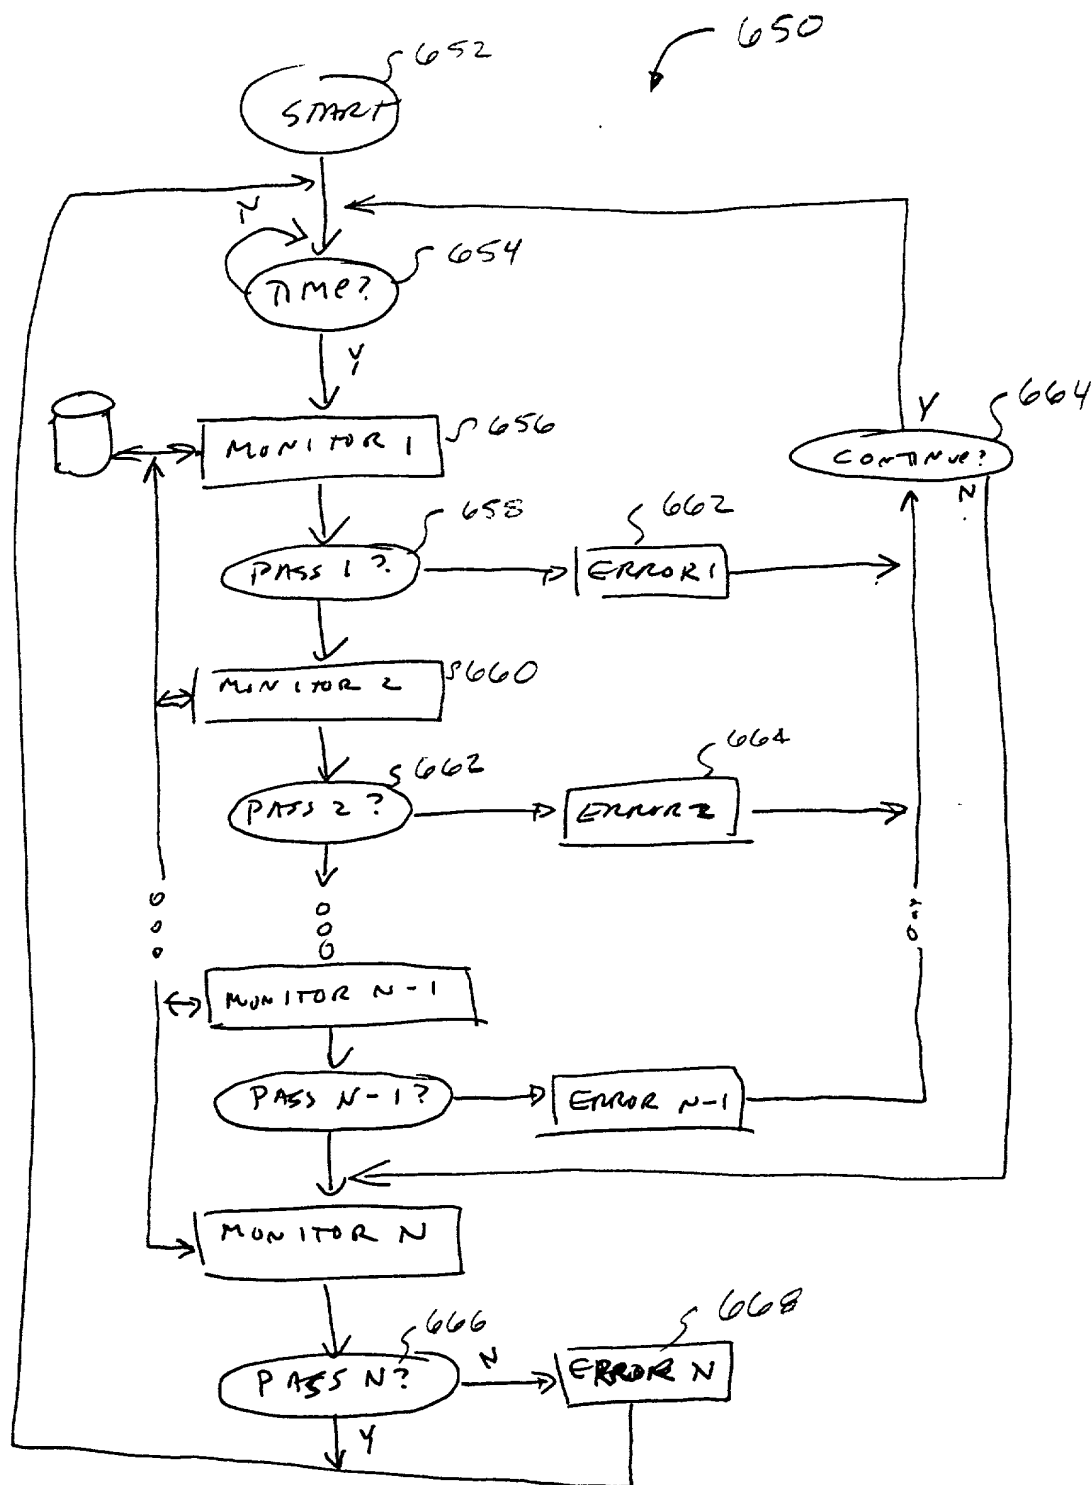 650
652
START
N
654
TIME?
Y
656
MONITOR 1
Y
664
CONTINUE?
N
658
PASS 1?
662
ERROR 1
660
MONITOR 2
662
PASS 2?
664
ERROR 2
MONITOR N-1
PASS N-1?
ERROR N-1
MONITOR N
666
PASS N?
N
668
ERROR N
Y